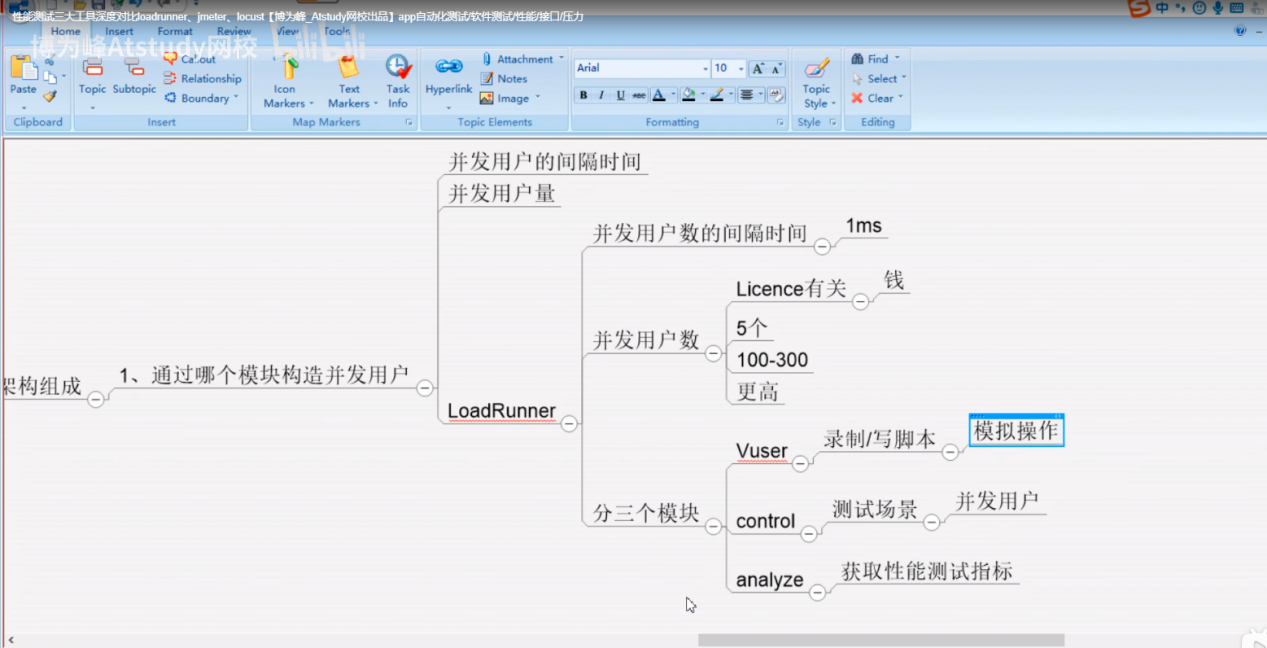 性能测试三大工具深度对比loadrunner、jmeter、locust【博为峰_Atstudy网校出品】app自动化测试/软件测试/性能/接口/压力
Home Insert Format Review View Tools
博为峰Atstudy网校
bilibili
Paste
Clipboard
Topic Subtopic
Callout
Relationship
Boundary
Insert
Icon Markers
Text Markers
Task Info
Map Markers
Hyperlink
Attachment
Notes
Image
Topic Elements
Arial 10 A A
B I U abc A
Formatting
Topic Style
Style
Find
Select
Clear
Editing
中
并发用户的间隔时间
并发用户量
并发用户数的间隔时间 1ms
Licence有关 钱
并发用户数 5个
100-300
更高
架构组成 1、通过哪个模块构造并发用户
LoadRunner
Vuser 录制/写脚本 模拟操作
分三个模块 control 测试场景 并发用户
analyze 获取性能测试指标